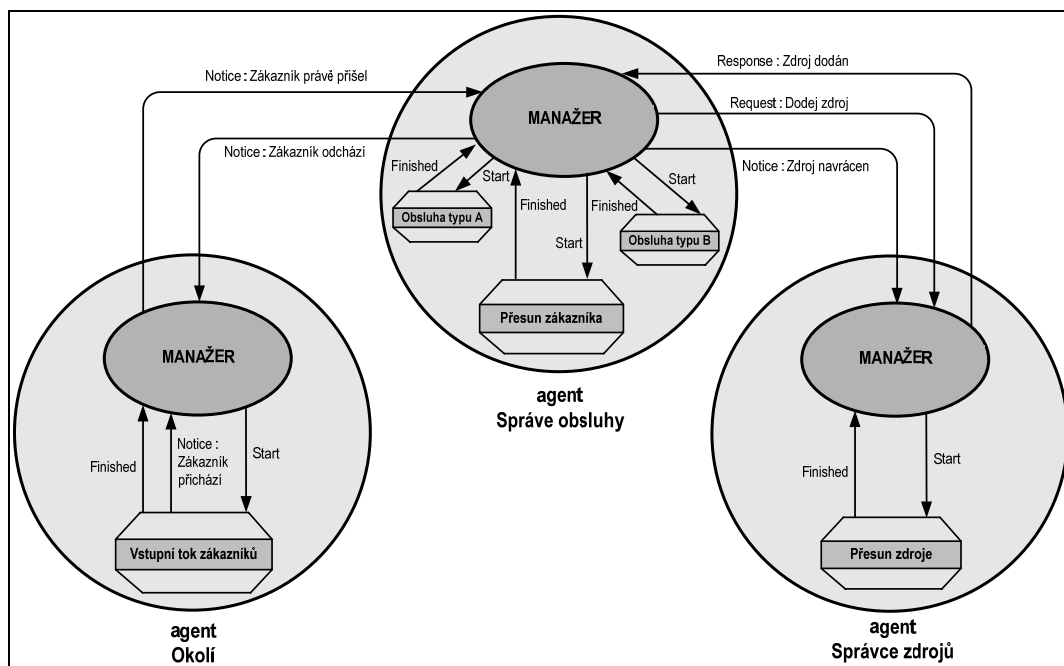 Response : Zdroj dodán
Notice : Zákazník právě přišel
Request : Dodej zdroj
MANAŽER
Notice : Zákazník odchází
Notice : Zdroj navrácen
Finished
Start
Start
Obsluha typu A
Finished
Finished
Obsluha typu B
Start
Přesun zákazníka
agent
Správe obsluhy
MANAŽER
Finished
Notice :
Zákazník
přichází
Start
Vstupní tok zákazníků
agent
Okolí
MANAŽER
Finished
Start
Přesun zdroje
agent
Správce zdrojů